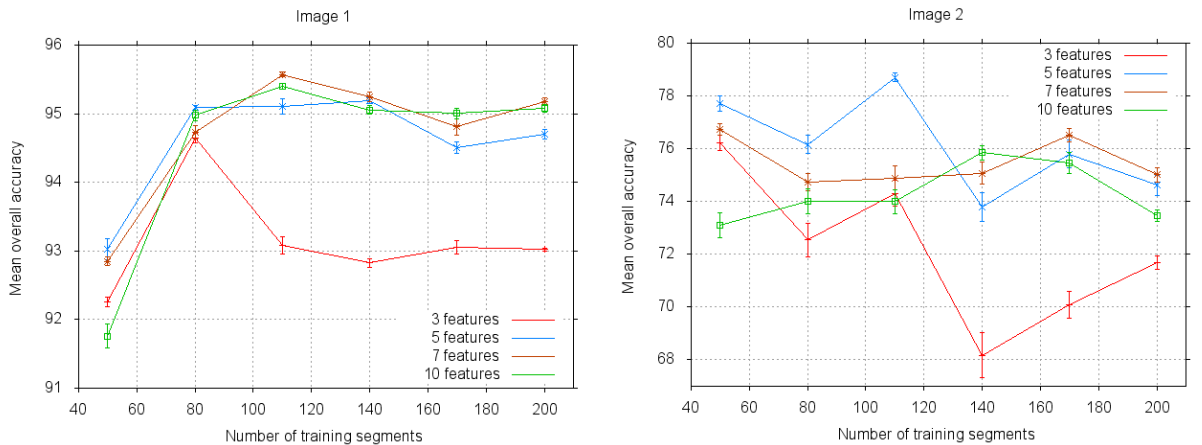 Image 1
Mean overall accuracy
96
95
94
93
92
91
3 features
5 features
7 features
10 features
40 60 80 100 120 140 160 180 200
Number of training segments
Image 2
Mean overall accuracy
80
78
76
74
72
70
68
3 features
5 features
7 features
10 features
40 60 80 100 120 140 160 180 200
Number of training segments